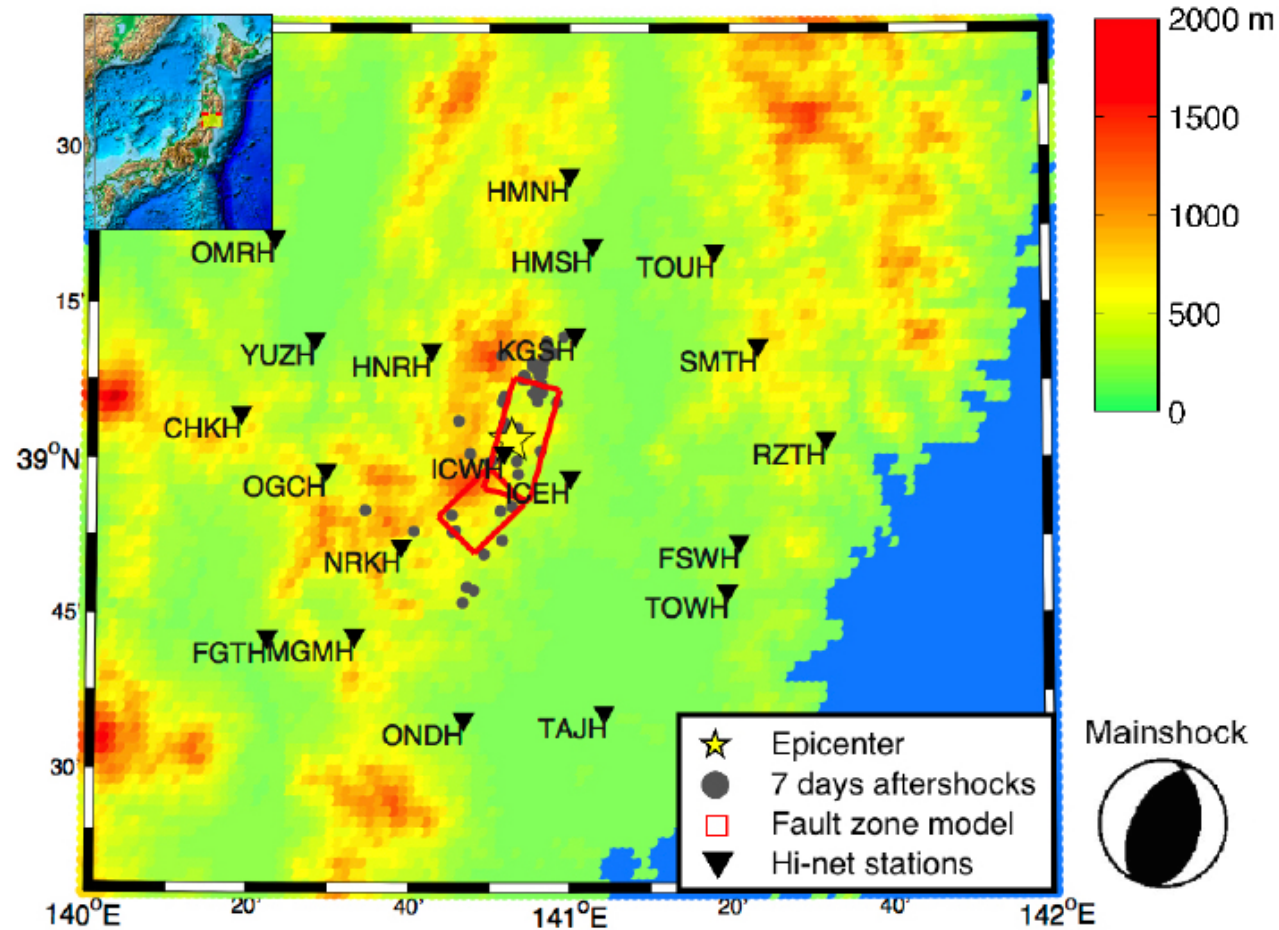 2000 m
1500
1000
500
0
30
HMNH
OMRH
HMSH
TOUH
15'
YUZH
HNRH
KGSH
SMTH
CHKH
39°N
ICWH
RZTH
OGCH
ICEH
NRKH
FSWH
TOWH
45'
FGTH
MGMH
ONDH
TAJH
30'
Epicenter
7 days aftershocks
Fault zone model
Hi-net stations
Mainshock
140°E
20'
40'
141°E
20'
40'
142°E